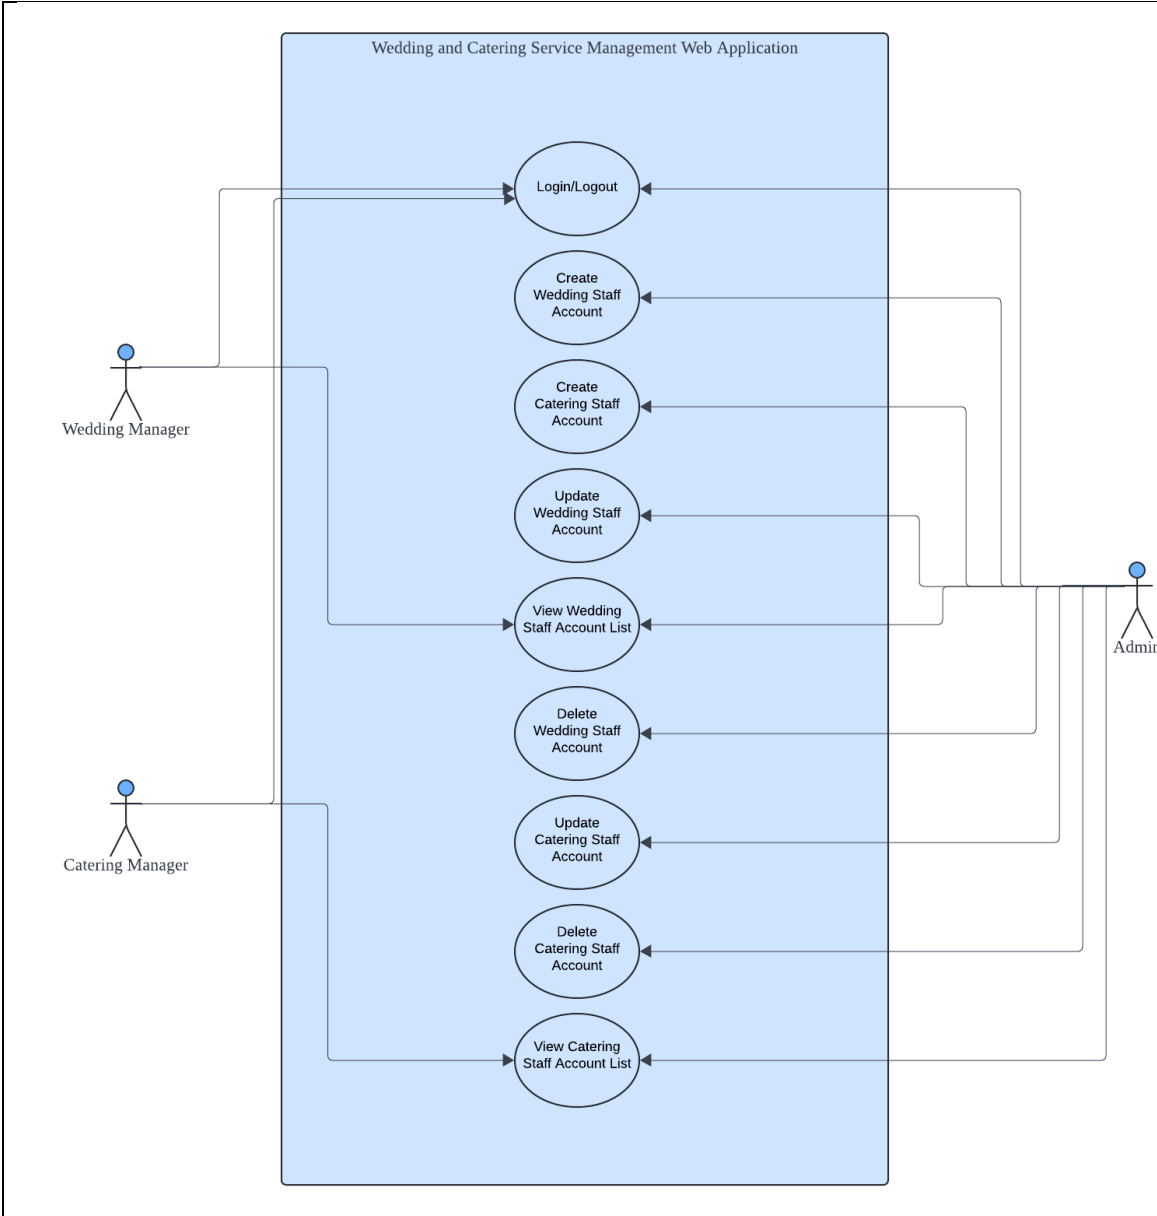 Wedding and Catering Service Management Web Application
Login/Logout
Create
Wedding Staff
Account
Create
Catering Staff
Account
Update
Wedding Staff
Account
View Wedding
Staff Account List
Delete
Wedding Staff
Account
Update
Catering Staff
Account
Delete
Catering Staff
Account
View Catering
Staff Account List
Wedding Manager
Catering Manager
Admin